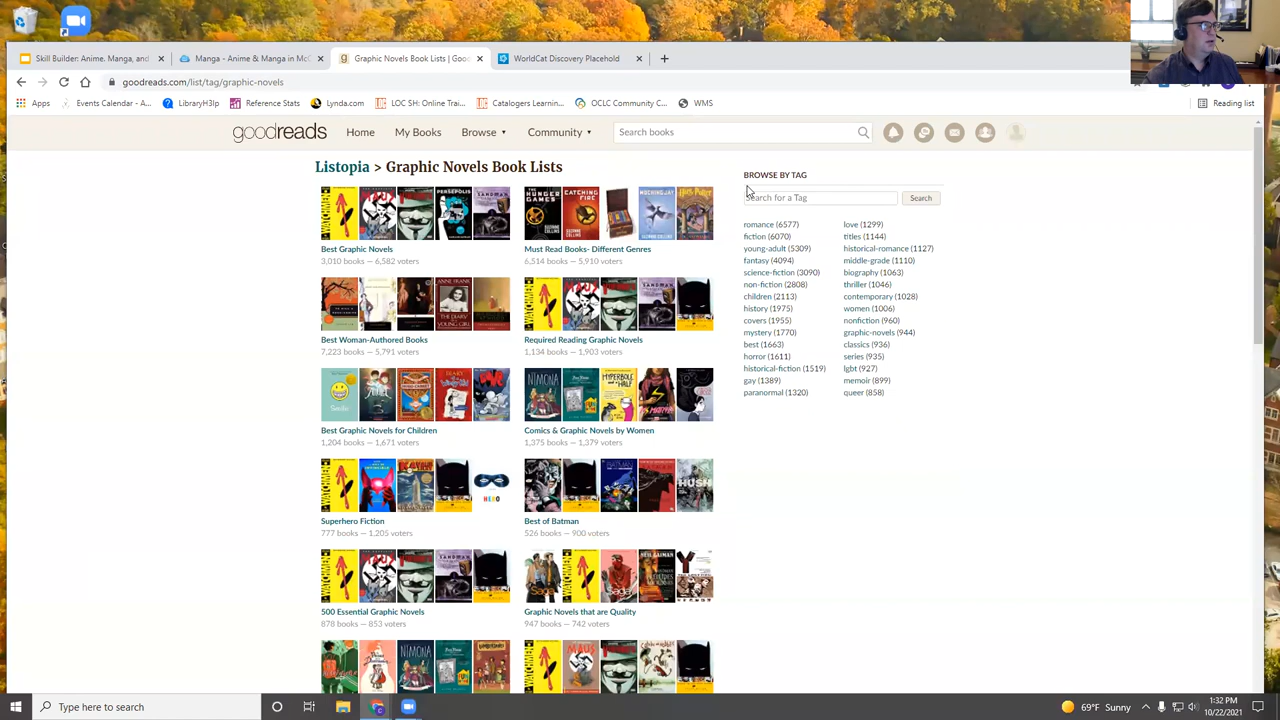 Skill Builder: Anime, Manga, and
Manga - Anime & Manga in McC
Graphic Novels Book Lists | Goo
WorldCat Discovery Placehold
goodreads.com/list/tag/graphic-novels
Apps
Events Calendar - A...
LibraryH3lp
Reference Stats
Lynda.com
LOC SH: Online Trai...
Catalogers Learnin...
OCLC Community C...
WMS
Reading list
goodreads
Home
My Books
Browse
Community
Search books
Listopia > Graphic Novels Book Lists
Best Graphic Novels
3,010 books — 6,582 voters
Must Read Books- Different Genres
6,514 books — 5,910 voters
Best Woman-Authored Books
7,223 books — 5,791 voters
Required Reading Graphic Novels
1,134 books — 1,903 voters
Best Graphic Novels for Children
1,204 books — 1,671 voters
Comics & Graphic Novels by Women
1,375 books — 1,379 voters
Superhero Fiction
777 books — 1,205 voters
Best of Batman
526 books — 900 voters
500 Essential Graphic Novels
878 books — 853 voters
Graphic Novels that are Quality
947 books — 742 voters
BROWSE BY TAG
Search for a Tag
Search
romance (6577)
fiction (6070)
young-adult (5309)
fantasy (4094)
science-fiction (3090)
non-fiction (2808)
children (2113)
history (1975)
covers (1955)
mystery (1770)
best (1663)
horror (1611)
historical-fiction (1519)
gay (1389)
paranormal (1320)
love (1299)
titles (1144)
historical-romance (1127)
middle-grade (1110)
biography (1063)
thriller (1046)
contemporary (1028)
women (1006)
nonfiction (960)
graphic-novels (944)
classics (936)
series (935)
lgbt (927)
memoir (899)
queer (858)
Type here to search
69°F Sunny
1:32 PM
10/22/2021